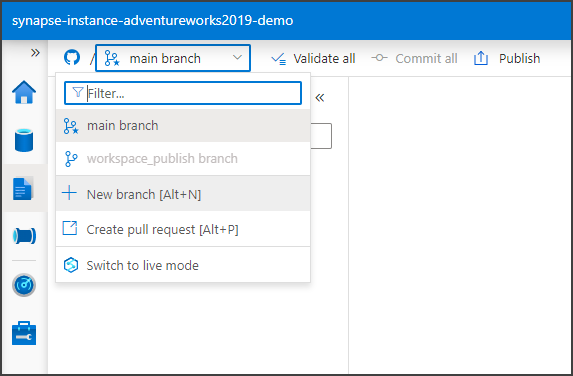 synapse-instance-adventureworks2019-demo
/ main branch Validate all Commit all Publish
Filter...
main branch
workspace_publish branch
New branch [Alt+N]
Create pull request [Alt+P]
Switch to live mode